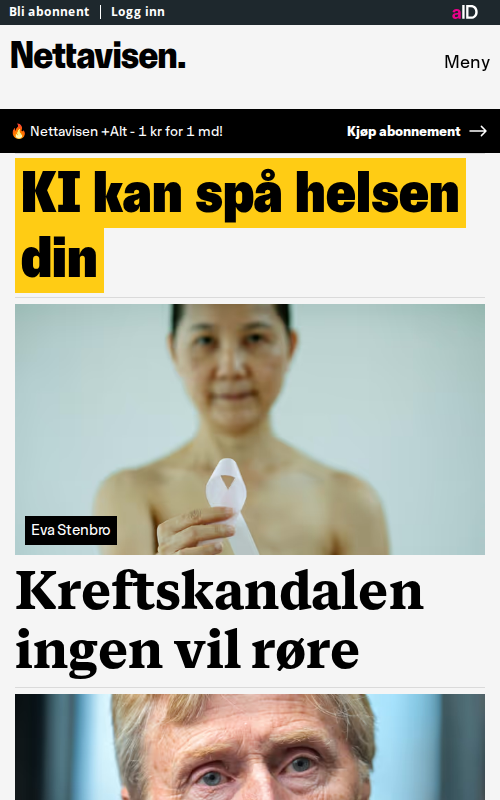 Bli abonnent
Logg inn
aID
Nettavisen.
Meny
🔥 Nettavisen +Alt - 1 kr for 1 md!
Kjøp abonnement →
KI kan spå helsen
din
Eva Stenbro
Kreftskandalen
ingen vil røre